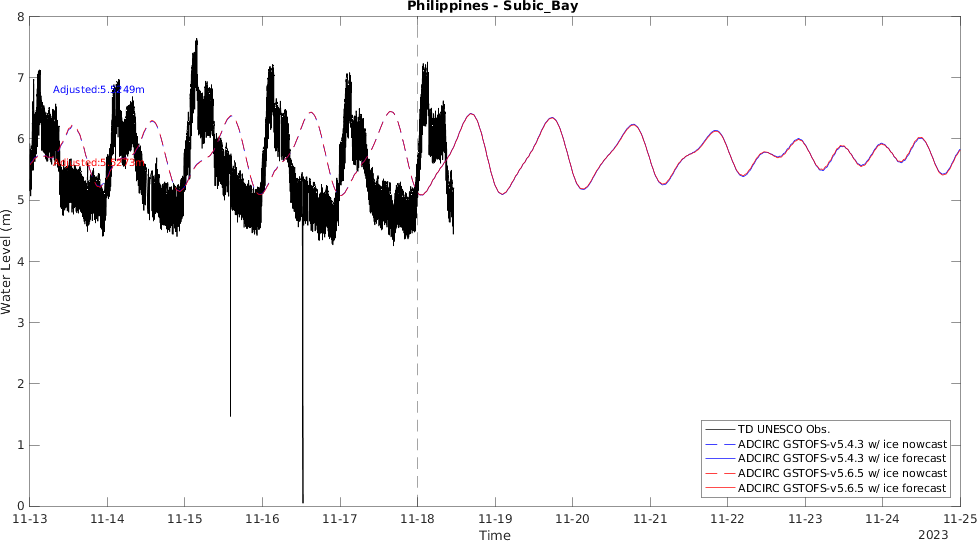 Philippines - Subic_Bay
8
7
6
5
4
3
2
1
0
Water Level (m)
Adjusted:5.5249m
TD UNESCO Obs.
ADCIRC GSTOFS-v5.4.3 w/ ice nowcast
ADCIRC GSTOFS-v5.4.3 w/ ice forecast
ADCIRC GSTOFS-v5.6.5 w/ ice nowcast
ADCIRC GSTOFS-v5.6.5 w/ ice forecast
11-13 11-14 11-15 11-16 11-17 11-18 11-19 11-20 11-21 11-22 11-23 11-24 11-25
Time
2023